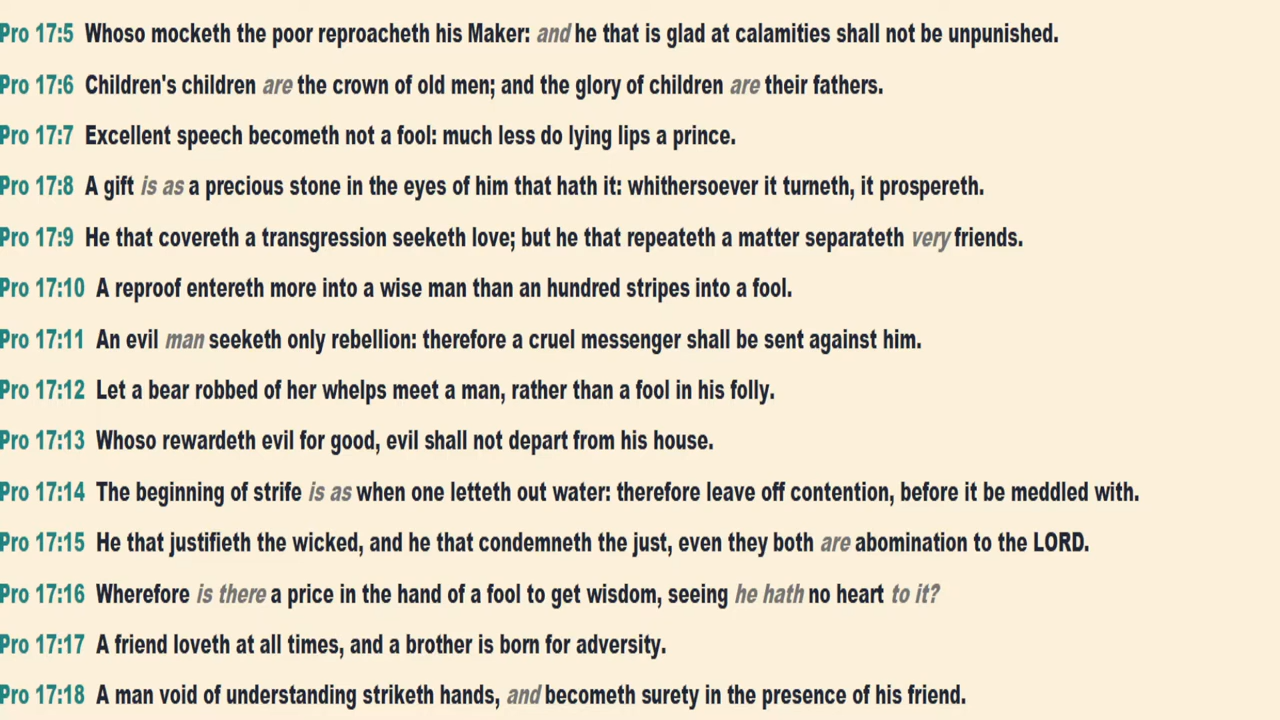 Pro 17:5 Whoso mocketh the poor reproacheth his Maker: and he that is glad at calamities shall not be unpunished.
Pro 17:6 Children's children are the crown of old men; and the glory of children are their fathers.
Pro 17:7 Excellent speech becometh not a fool: much less do lying lips a prince.
Pro 17:8 A gift is as a precious stone in the eyes of him that hath it: whithersoever it turneth, it prospereth.
Pro 17:9 He that covereth a transgression seeketh love; but he that repeateth a matter separateth very friends.
Pro 17:10 A reproof entereth more into a wise man than an hundred stripes into a fool.
Pro 17:11 An evil man seeketh only rebellion: therefore a cruel messenger shall be sent against him.
Pro 17:12 Let a bear robbed of her whelps meet a man, rather than a fool in his folly.
Pro 17:13 Whoso rewardeth evil for good, evil shall not depart from his house.
Pro 17:14 The beginning of strife is as when one letteth out water: therefore leave off contention, before it be meddled with.
Pro 17:15 He that justifieth the wicked, and he that condemneth the just, even they both are abomination to the LORD.
Pro 17:16 Wherefore is there a price in the hand of a fool to get wisdom, seeing he hath no heart to it?
Pro 17:17 A friend loveth at all times, and a brother is born for adversity.
Pro 17:18 A man void of understanding striketh hands, and becometh surety in the presence of his friend.